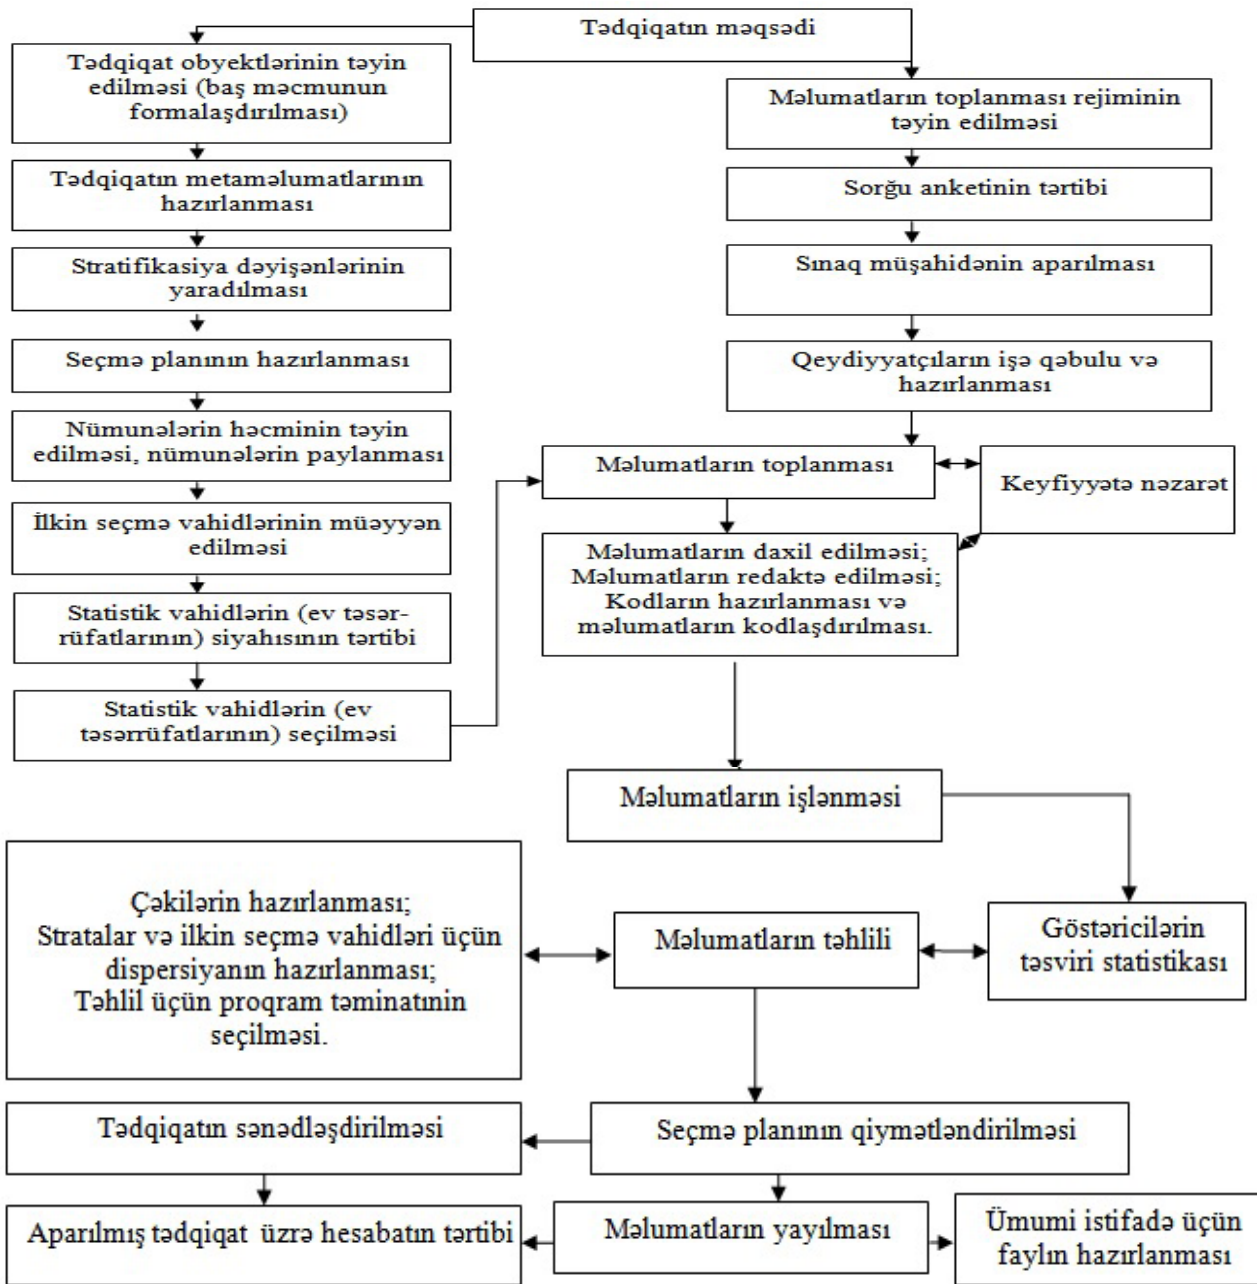 Tədqiqatın məqsədi
Tədqiqat obyektlərinin təyin
edilməsi (baş məcmunun
formalaşdırılması)
Tədqiqatın metaməlumatlarının
hazırlanması
Stratifikasiya dəyişənlərinin
yaradılması
Seçmə planının hazırlanması
Nümunələrin həcminin təyin
edilməsi, nümunələrin paylanması
İlkin seçmə vahidlərinin müəyyən
edilməsi
Statistik vahidlərin (ev təsər-
rüfatlarının) siyahısının tərtibi
Statistik vahidlərin (ev
təsərrüfatlarının) seçilməsi
Məlumatların toplanması rejiminin
təyin edilməsi
Sorğu anketinin tərtibi
Sınaq müşahidənin aparılması
Qeydiyyatçıların işə qəbulu və
hazırlanması
Məlumatların toplanması
Keyfiyyətə nəzarət
Məlumatların daxil edilməsi;
Məlumatların redaktə edilməsi;
Kodların hazırlanması və
məlumatların kodlaşdırılması.
Məlumatların işlənməsi
Çəkilərin hazırlanması;
Stratalar və ilkin seçmə vahidləri üçün
dispersiyanın hazırlanması;
Təhlil üçün proqram təminatınin
seçilməsi.
Məlumatların təhlili
Göstəricilərin
təsviri statistikası
Tədqiqatın sənədləşdirilməsi
Seçmə planının qiymətləndirilməsi
Aparılmış tədqiqat üzrə hesabatın tərtibi
Məlumatların yayılması
Ümumi istifadə üçün
faylın hazırlanması